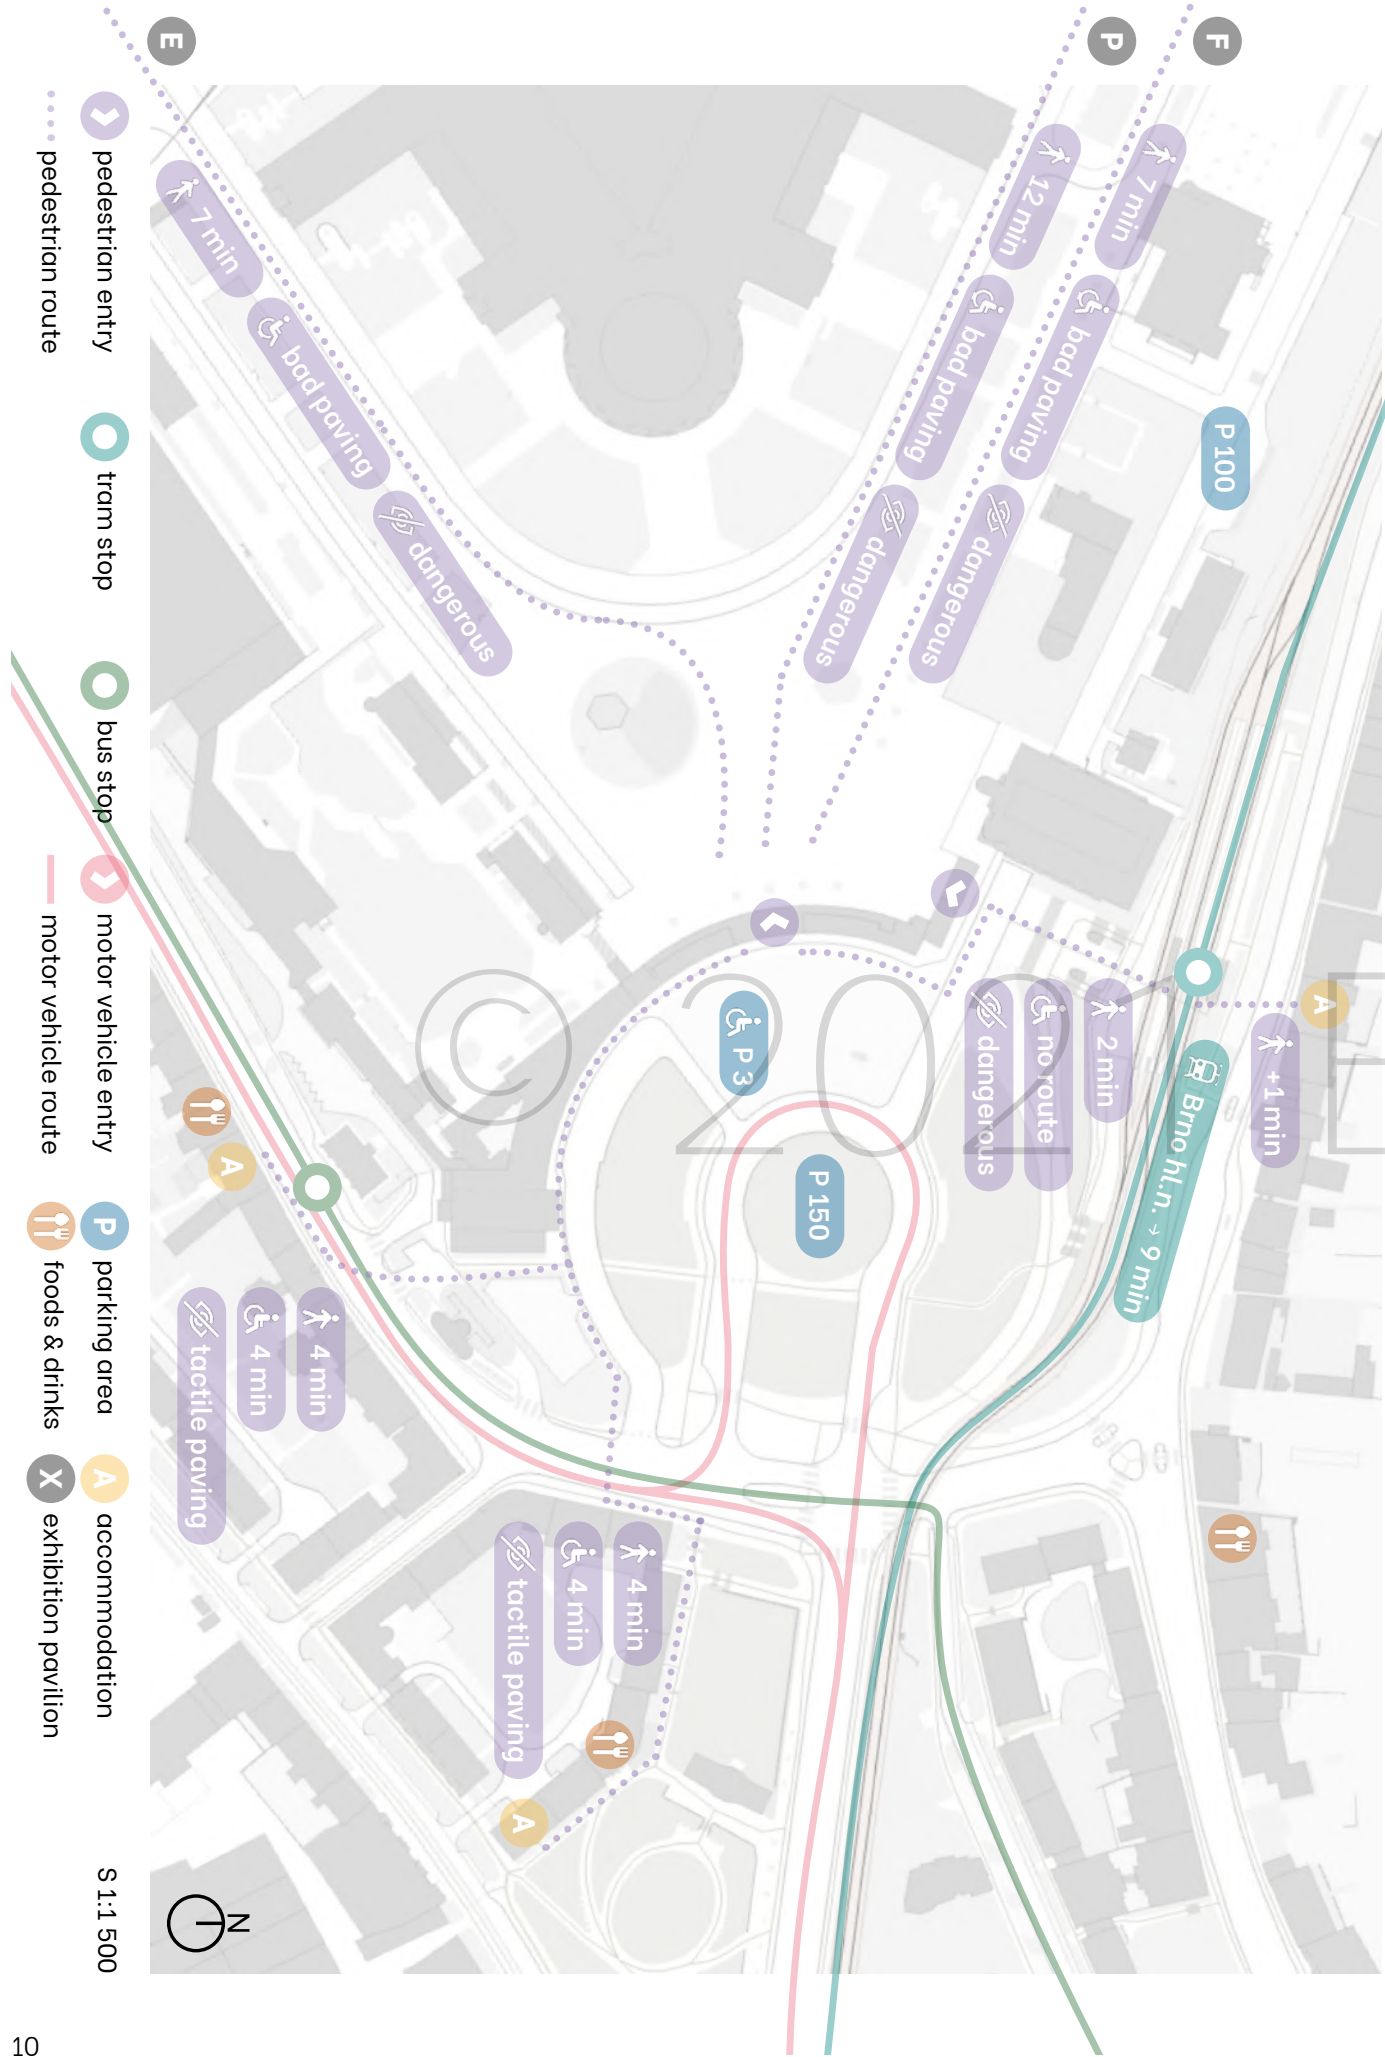 E
P
F
7 min
bad paving
dangerous
12 min
bad paving
dangerous
7 min
bad paving
dangerous
P 100
A
+1 min
2 min
no route
dangerous
Brno hl.n. → 9 min
P 3
P 150
© 202
E
A
4 min
4 min
tactile paving
4 min
4 min
tactile paving
A
pedestrian entry
pedestrian route
tram stop
bus stop
motor vehicle entry
motor vehicle route
P parking area
foods & drinks
A accommodation
X exhibition pavilion
S 1:1 500
N
10